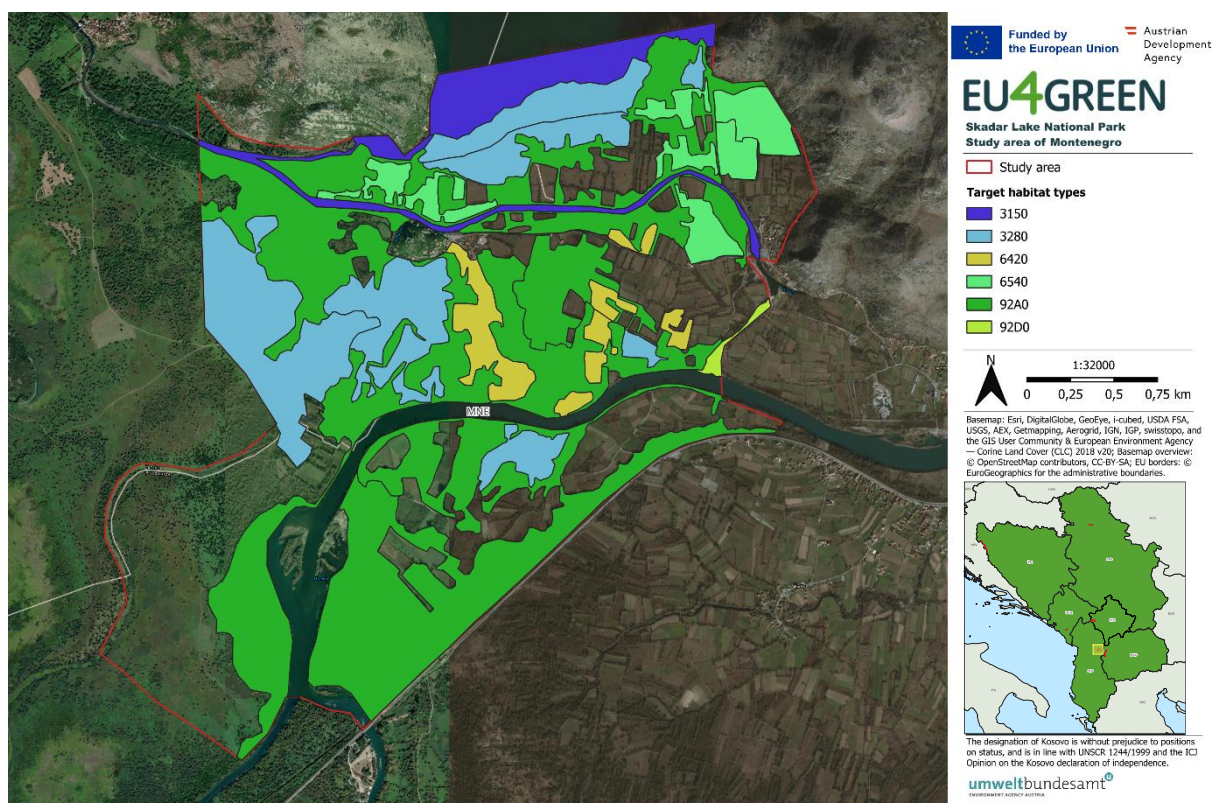 MNE
Funded by
the European Union
Austrian
Development
Agency
EU4GREEN
Skadar Lake National Park
Study area of Montenegro
Study area
Target habitat types
3150
3280
6420
6540
92A0
92D0
N
1:32000
0 0,25 0,5 0,75 km
Basemap: Esri, DigitalGlobe, GeoEye, i-cubed, USDA FSA,
USGS, AEX, Getmapping, Aerogrid, IGN, IGP, swisstopo, and
the GIS User Community & European Environment Agency
— Corine Land Cover (CLC) 2018 v20; Basemap overview:
© OpenStreetMap contributors, CC-BY-SA; EU borders: ©
EuroGeographics for the administrative boundaries.
The designation of Kosovo is without prejudice to positions
on status, and is in line with UNSCR 1244/1999 and the ICJ
Opinion on the Kosovo declaration of independence.
umweltbundesamt
ENVIRONMENT AGENCY AUSTRIA